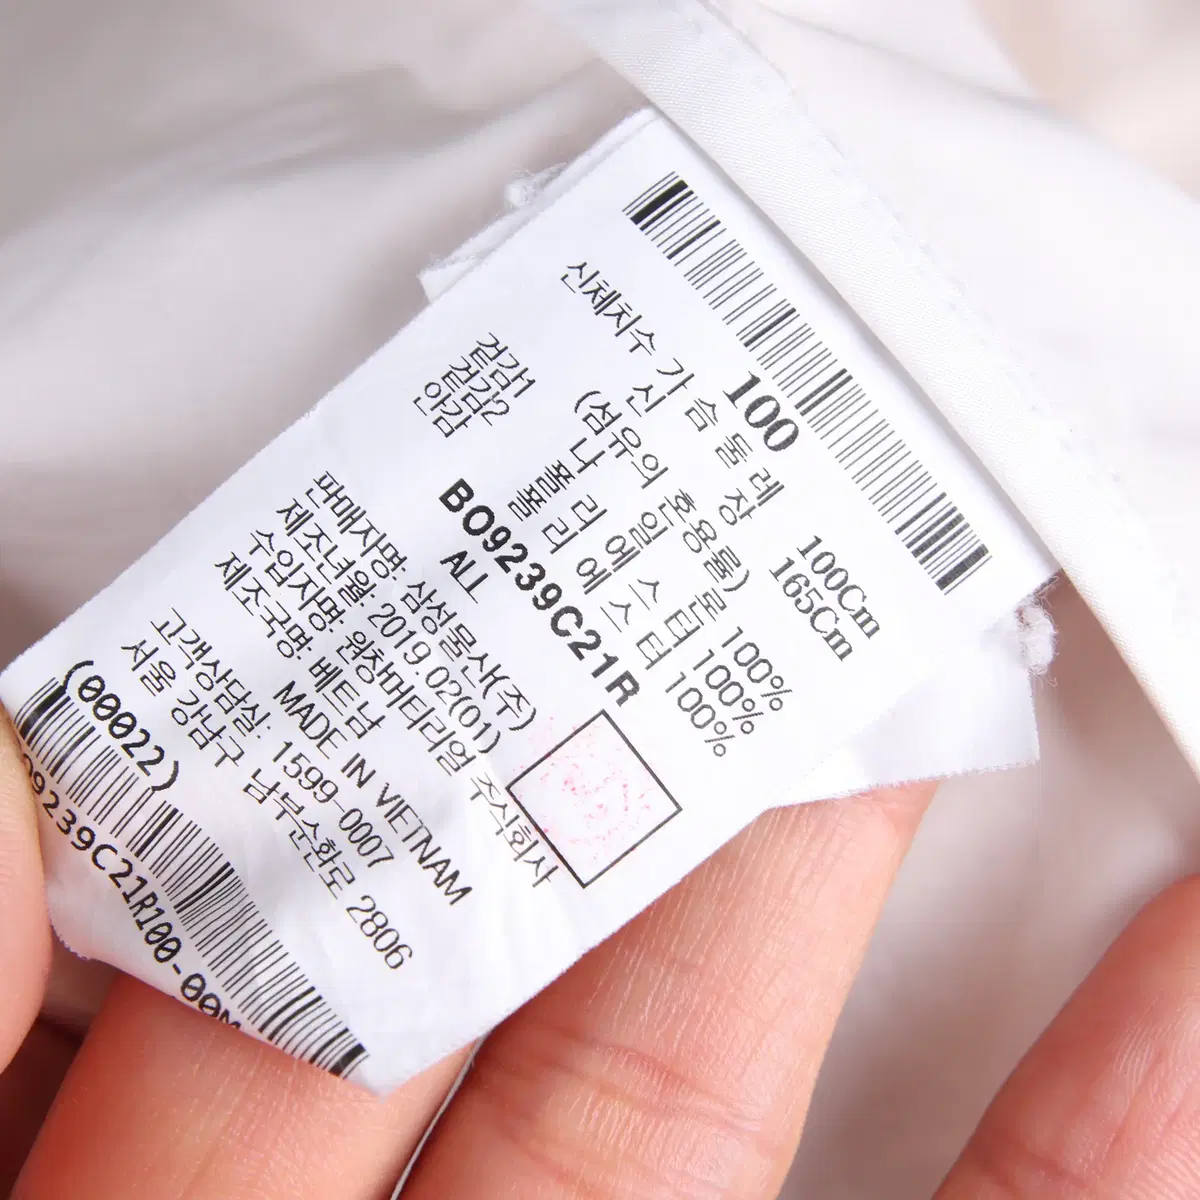 100
신체치수 가슴둘레 100Cm
신장 165Cm
(섬유의 혼용률)
겉감1 나일론 100%
겉감2 폴리에스터 100%
안감 폴리에스터 100%
BO9239C21R
ALL
판매자명: 삼성물산(주)
제조년월: 2019.02(01)
수입자명: 원창머티리얼 주식회사
제조국명: 베트남
MADE IN VIETNAM
고객상담실: 1599-0007
서울 강남구 남부순환로 2806
(00022)
09239C21R100-00M